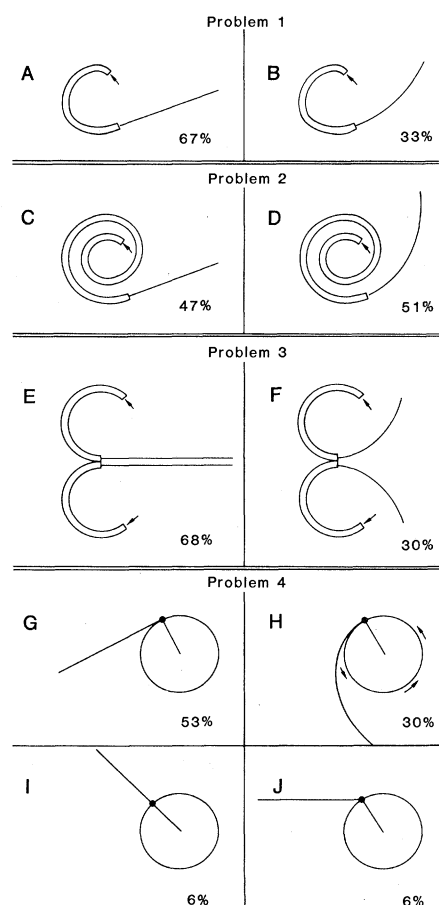 Problem 1
A
B
67%
33%
Problem 2
C
D
47%
51%
Problem 3
E
F
68%
30%
Problem 4
G
H
53%
30%
I
J
6%
6%